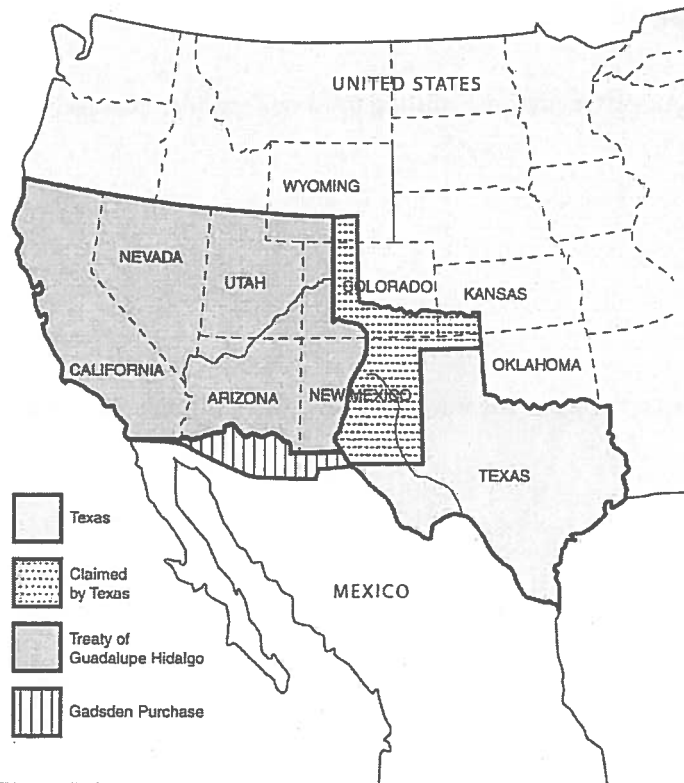 UNITED STATES
WYOMING
NEVADA
UTAH
COLORADO
KANSAS
CALIFORNIA
ARIZONA
NEW MEXICO
OKLAHOMA
TEXAS
MEXICO
Texas
Claimed
by Texas
Treaty of
Guadalupe Hidalgo
Gadsden Purchase